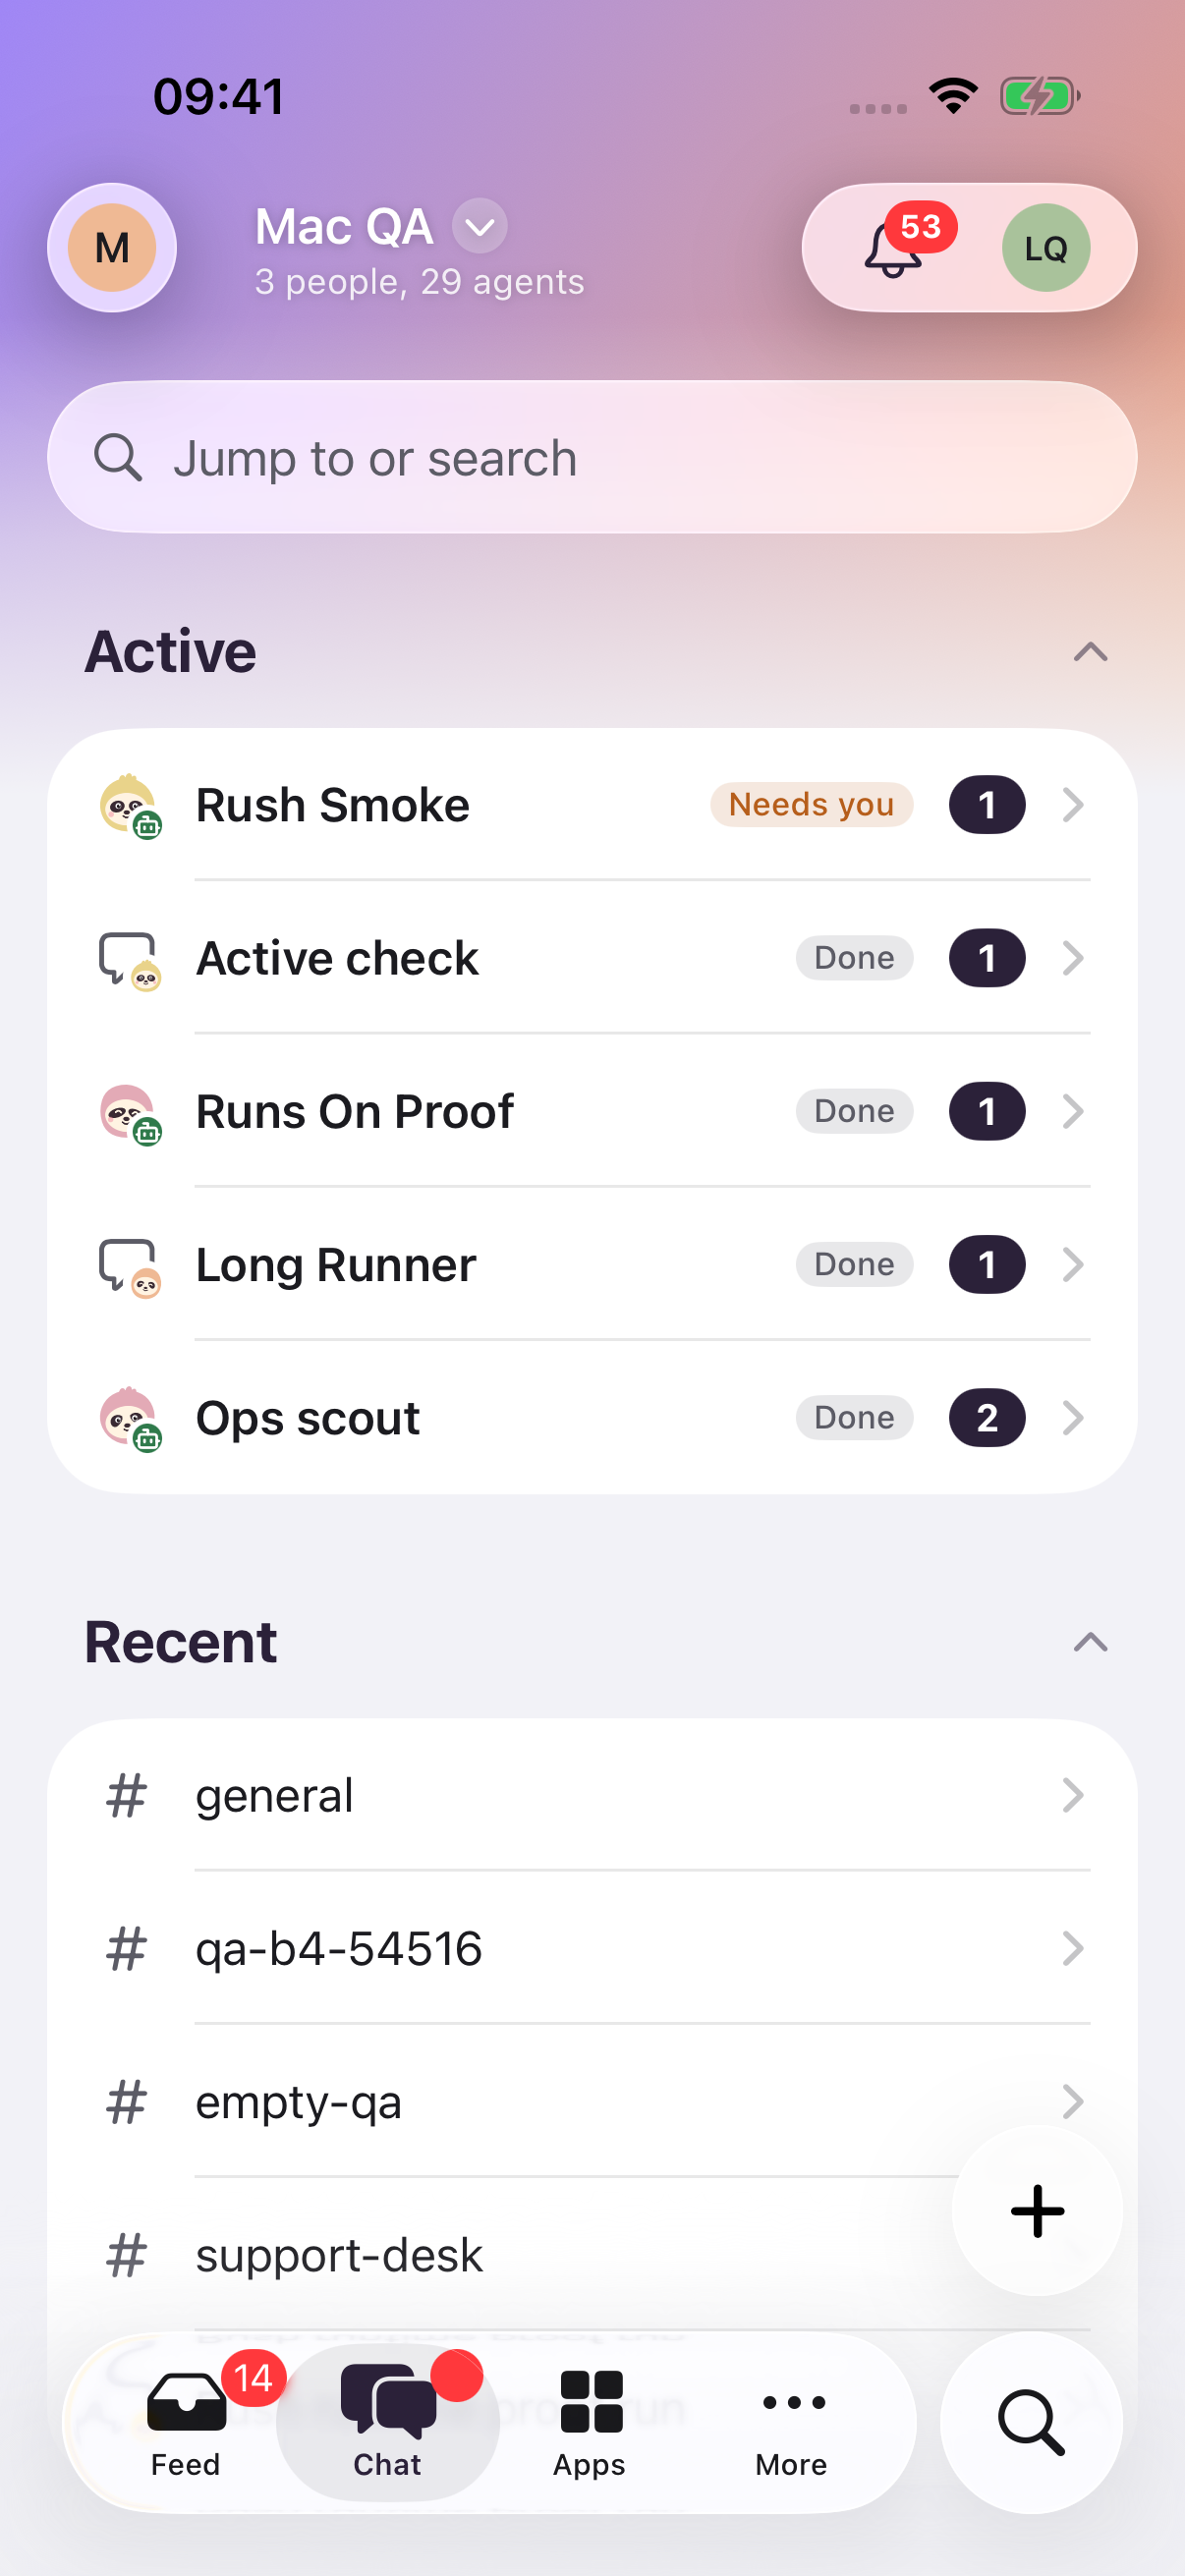 09:41
M
Mac QA
3 people, 29 agents
53
LQ
Jump to or search
Active
Rush Smoke Needs you 1
Active check Done 1
Runs On Proof Done 1
Long Runner Done 1
Ops scout Done 2
Recent
# general
# qa-b4-54516
# empty-qa
# support-desk
14
Feed Chat Apps More